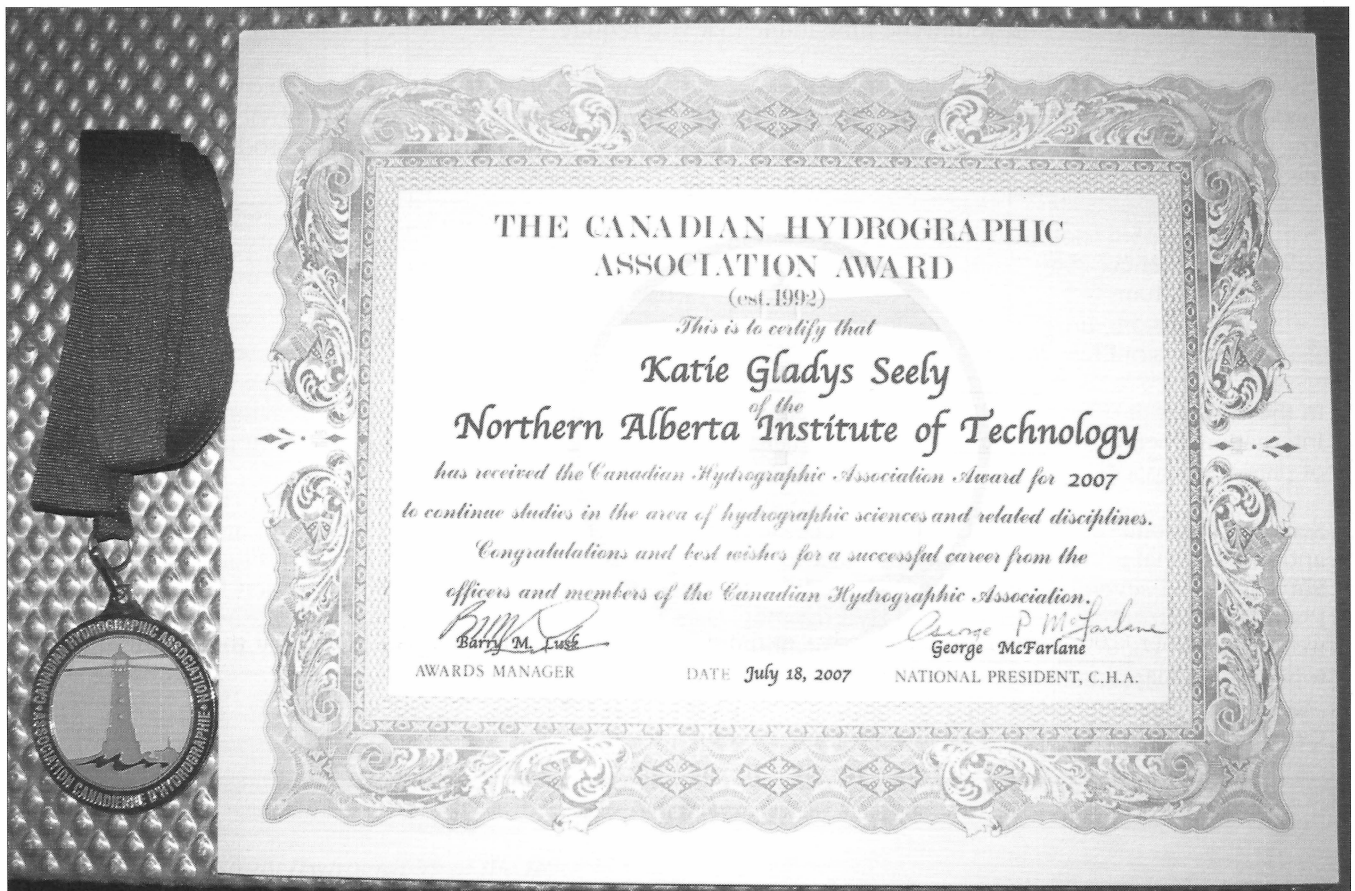 THE CANADIAN HYDROGRAPHIC
ASSOCIATION AWARD
(est. 1992)
This is to certify that
Katie Gladys Seely
of the
Northern Alberta Institute of Technology
has received the Canadian Hydrographic Association Award for 2007
to continue studies in the area of hydrographic sciences and related disciplines.
Congratulations and best wishes for a successful career from the
officers and members of the Canadian Hydrographic Association.
George P McFarlane
Barry M. Lusk
George McFarlane
AWARDS MANAGER
DATE July 18, 2007
NATIONAL PRESIDENT, C.H.A.
CANADIAN HYDROGRAPHIC ASSOCIATION
ASSOCIATION CANADIENNE D'HYDROGRAPHIE